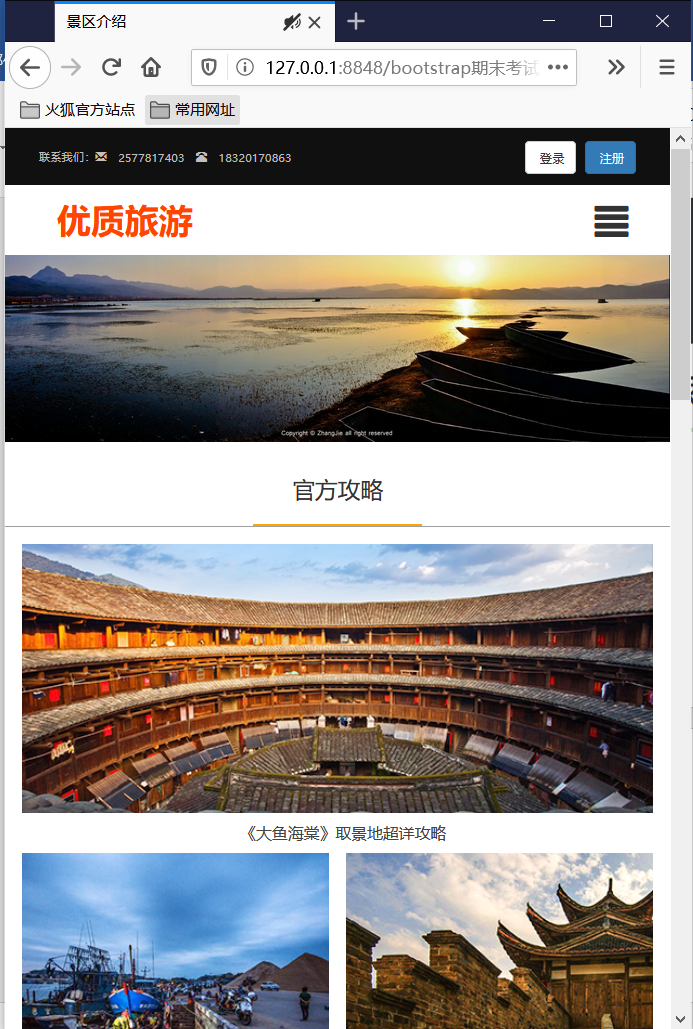 景区介绍
127.0.0.1:8848/bootstrap期末考试
火狐官方站点 常用网址
联系我们: 2577817403 18320170863 登录 注册
优质旅游
Copyright © ZhangJie all right reserved
官方攻略
《大鱼海棠》取景地超详攻略